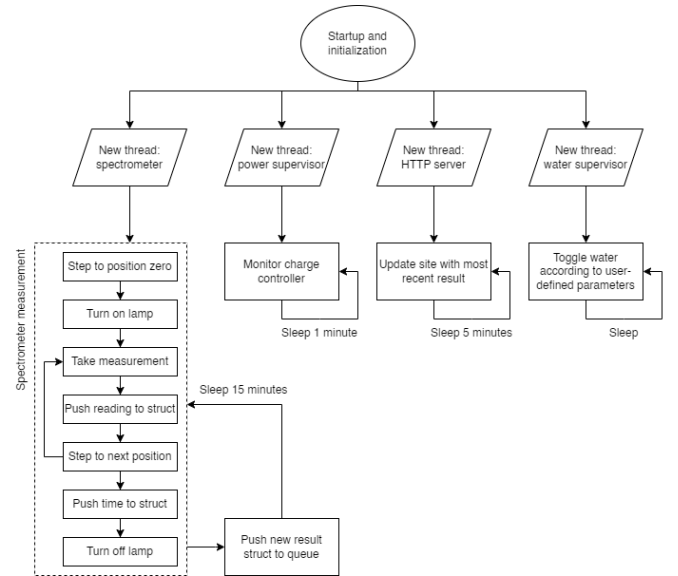 Startup and
initialization
New thread:
spectrometer
New thread:
power supervisor
New thread:
HTTP server
New thread:
water supervisor
Spectrometer measurement
Step to position zero
Turn on lamp
Take measurement
Push reading to struct
Step to next position
Push time to struct
Turn off lamp
Sleep 15 minutes
Push new result
struct to queue
Monitor charge
controller
Sleep 1 minute
Update site with most
recent result
Sleep 5 minutes
Toggle water
according to user-
defined parameters
Sleep